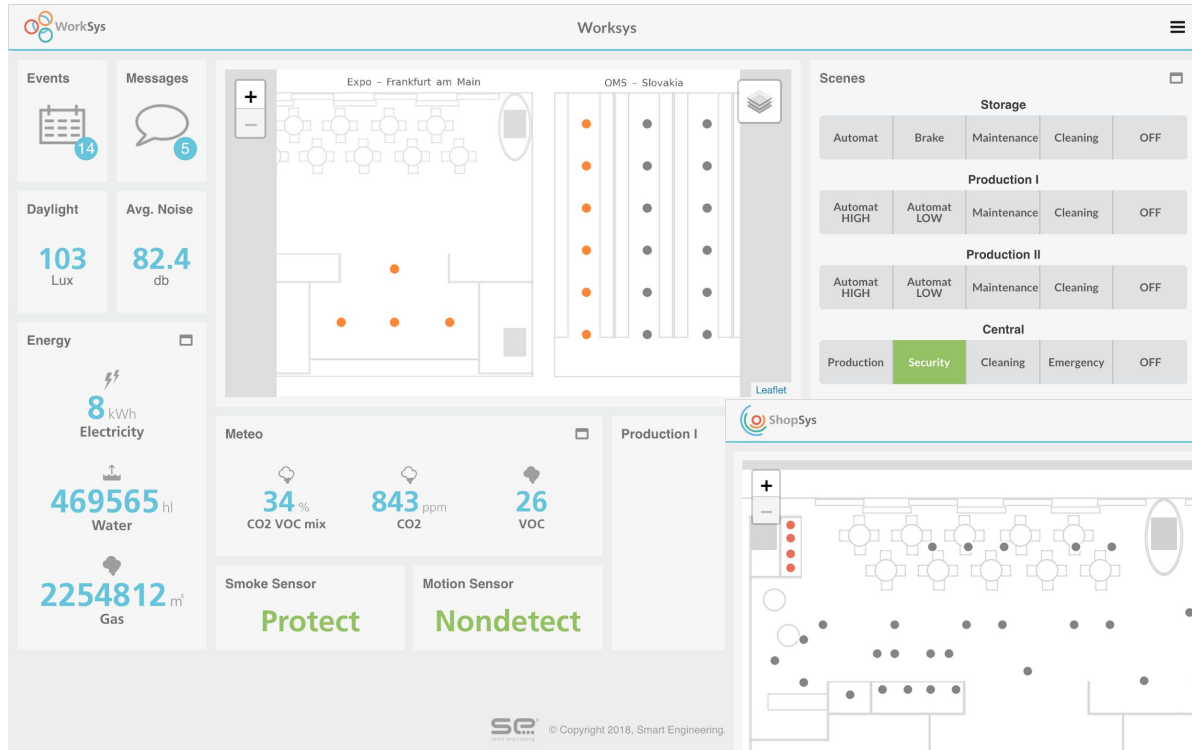 WorkSys
Worksys
Events
Messages
14
5
Daylight
Avg. Noise
103
Lux
82.4
db
Energy
8 kWh
Electricity
469565 hl
Water
2254812 m³
Gas
+
−
Expo - Frankfurt am Main
OMS - Slovakia
Leaflet
Meteo
34 %
CO2 VOC mix
843 ppm
CO2
26
VOC
Smoke Sensor
Protect
Motion Sensor
Nondetect
Production I
Scenes
Storage
Automat
Brake
Maintenance
Cleaning
OFF
Production I
Automat
HIGH
Automat
LOW
Maintenance
Cleaning
OFF
Production II
Automat
HIGH
Automat
LOW
Maintenance
Cleaning
OFF
Central
Production
Security
Cleaning
Emergency
OFF
ShopSys
+
−
se
smart engineering
© Copyright 2018, Smart Engineering.